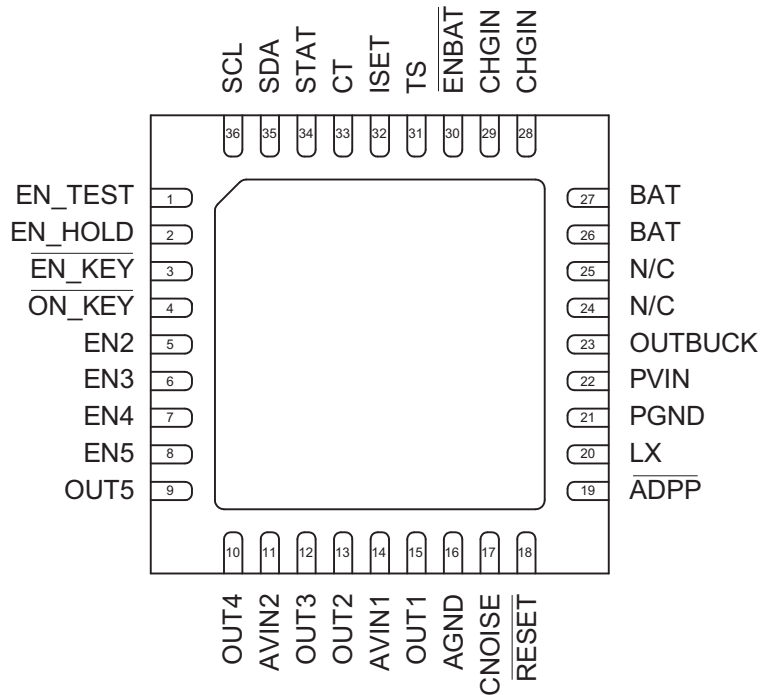 SCL
SDA
STAT
CT
ISET
TS
ENBAT
CHGIN
CHGIN
36
35
34
33
32
31
30
29
28
EN_TEST 1
EN_HOLD 2
EN_KEY 3
ON_KEY 4
EN2 5
EN3 6
EN4 7
EN5 8
OUT5 9
27 BAT
26 BAT
25 N/C
24 N/C
23 OUTBUCK
22 PVIN
21 PGND
20 LX
19 ADPP
10
11
12
13
14
15
16
17
18
OUT4
AVIN2
OUT3
OUT2
AVIN1
OUT1
AGND
CNOISE
RESET